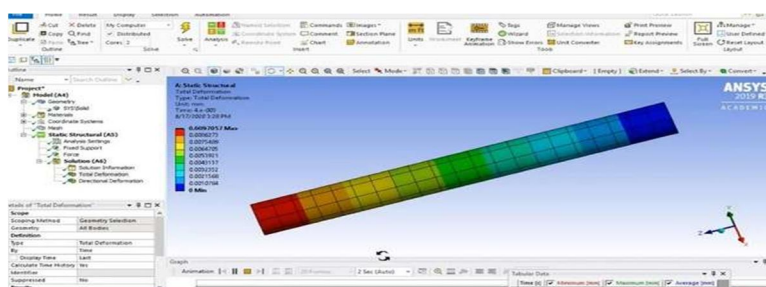 Home Result Display Selection Automation
Duplicate
Cut
Delete
Copy
Find
Paste
Tree
Outline
My Computer
Distributed
Cores: 2
Solve
Solve
Analysis
Named Selection
Coordinate System
Remote Point
Commands
Comment
Chart
Images
Section Plane
Annotation
Insert
Units
Worksheet
Keyframe
Animation
Tags
Wizard
Show Errors
Manage Views
Selection Information
Unit Converter
Print Preview
Report Preview
Key Assignments
Tools
Full
Screen
Manage
User Defined
Reset Layout
Layout
Outline
Name
Search Outline
Select Mode
Clipboard [ Empty ] Extend Select By Convert
Project*
Model (A4)
Geometry
SYS\Solid
Materials
Coordinate Systems
Mesh
Static Structural (A5)
Analysis Settings
Fixed Support
Force
Solution (A6)
Solution Information
Total Deformation
Directional Deformation
A: Static Structural
Total Deformation
Type: Total Deformation
Unit: mm
0.0097057 Max
0 Min
ANSYS
2019 R
ACADEMIC
Details of "Total Deformation"
Scope
Scoping Method Geometry Selection
Geometry All Bodies
Definition
Type Total Deformation
By Time
Display Time Last
Calculate Time History Yes
Identifier
Suppressed No
Graph
Animation
2 Sec (Auto)
Tabular Data
Time [s] Minimum [mm] Maximum [mm] Average [mm]